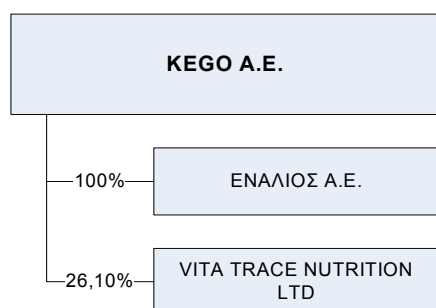 KEGO A.E.
100%
ΕΝΑΛΙΟΣ Α.Ε.
26,10%
VITA TRACE NUTRITION
LTD